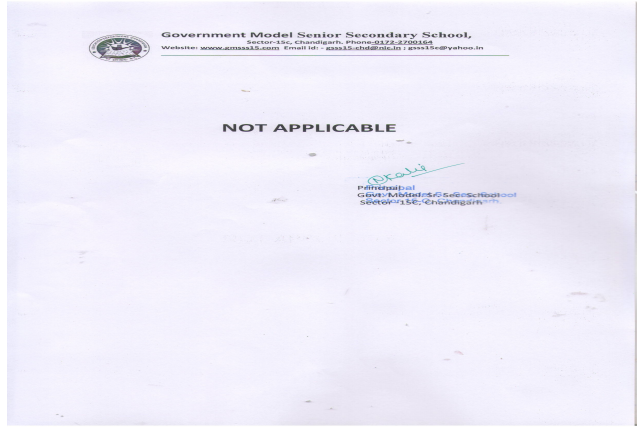 Government Model Senior Secondary School,
Sector-15c, Chandigarh. Phone-0172-2700164
Website: www.gmsss15.com Email id: - gsss15-chd@nic.in ; gsss15c@yahoo.in
NOT APPLICABLE
Principal
Govt. Model Sr. Sec. School
Sector 15C, Chandigarh